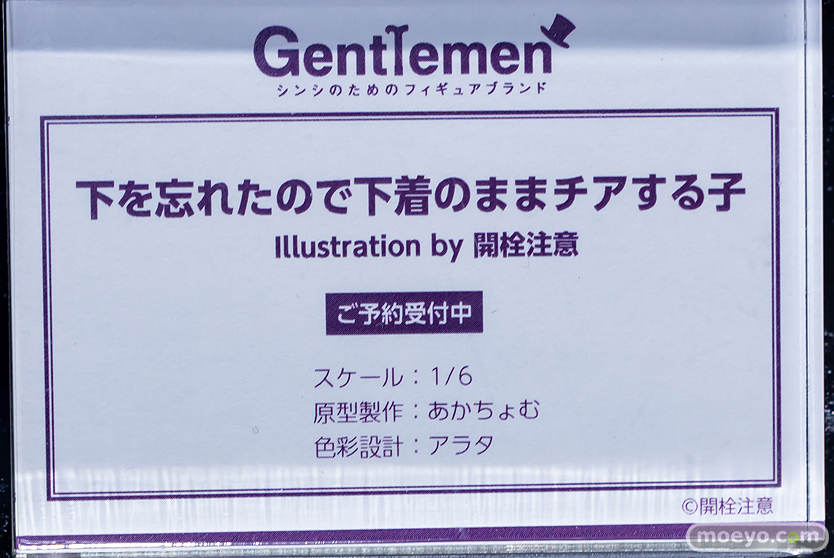 Gentlemen
シンシのためのフィギュアブランド
下を忘れたので下着のままチアする子
Illustration by 開栓注意
ご予約受付中
スケール：1/6
原型製作：あかちょむ
色彩設計：アラタ
©開栓注意
moeyo.com